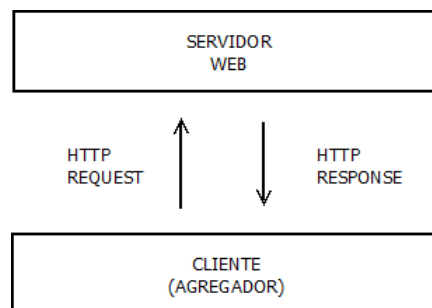 SERVIDOR
WEB
HTTP
REQUEST
HTTP
RESPONSE
CLIENTE
(AGREGADOR)